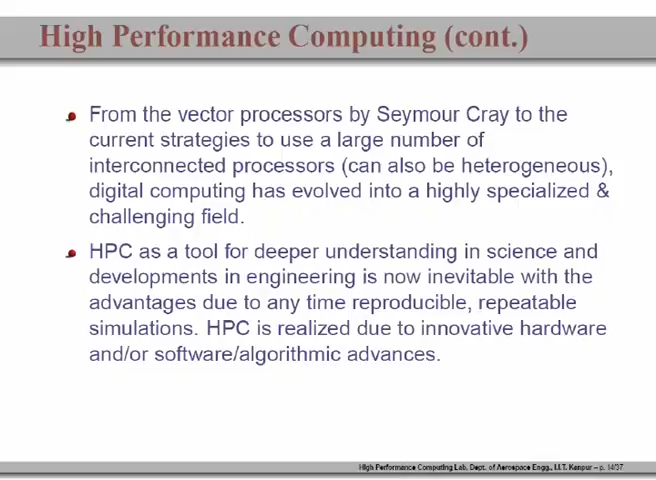 High Performance Computing (cont.)
From the vector processors by Seymour Cray to the
current strategies to use a large number of
interconnected processors (can also be heterogeneous),
digital computing has evolved into a highly specialized &
challenging field.
HPC as a tool for deeper understanding in science and
developments in engineering is now inevitable with the
advantages due to any time reproducible, repeatable
simulations. HPC is realized due to innovative hardware
and/or software/algorithmic advances.
High Performance Computing Lab, Dept. of Aerospace Engg., I.I.T. Kanpur – p. 14/37